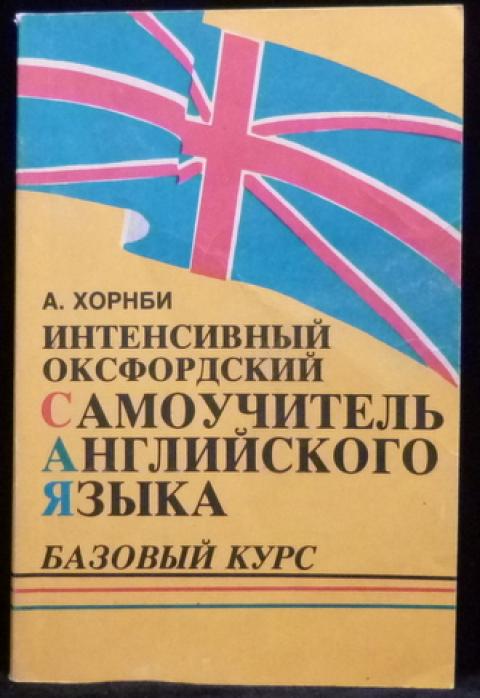 А. ХОРНБИ
ИНТЕНСИВНЫЙ
ОКСФОРДСКИЙ
САМОУЧИТЕЛЬ
АНГЛИЙСКОГО
ЯЗЫКА
БАЗОВЫЙ КУРС